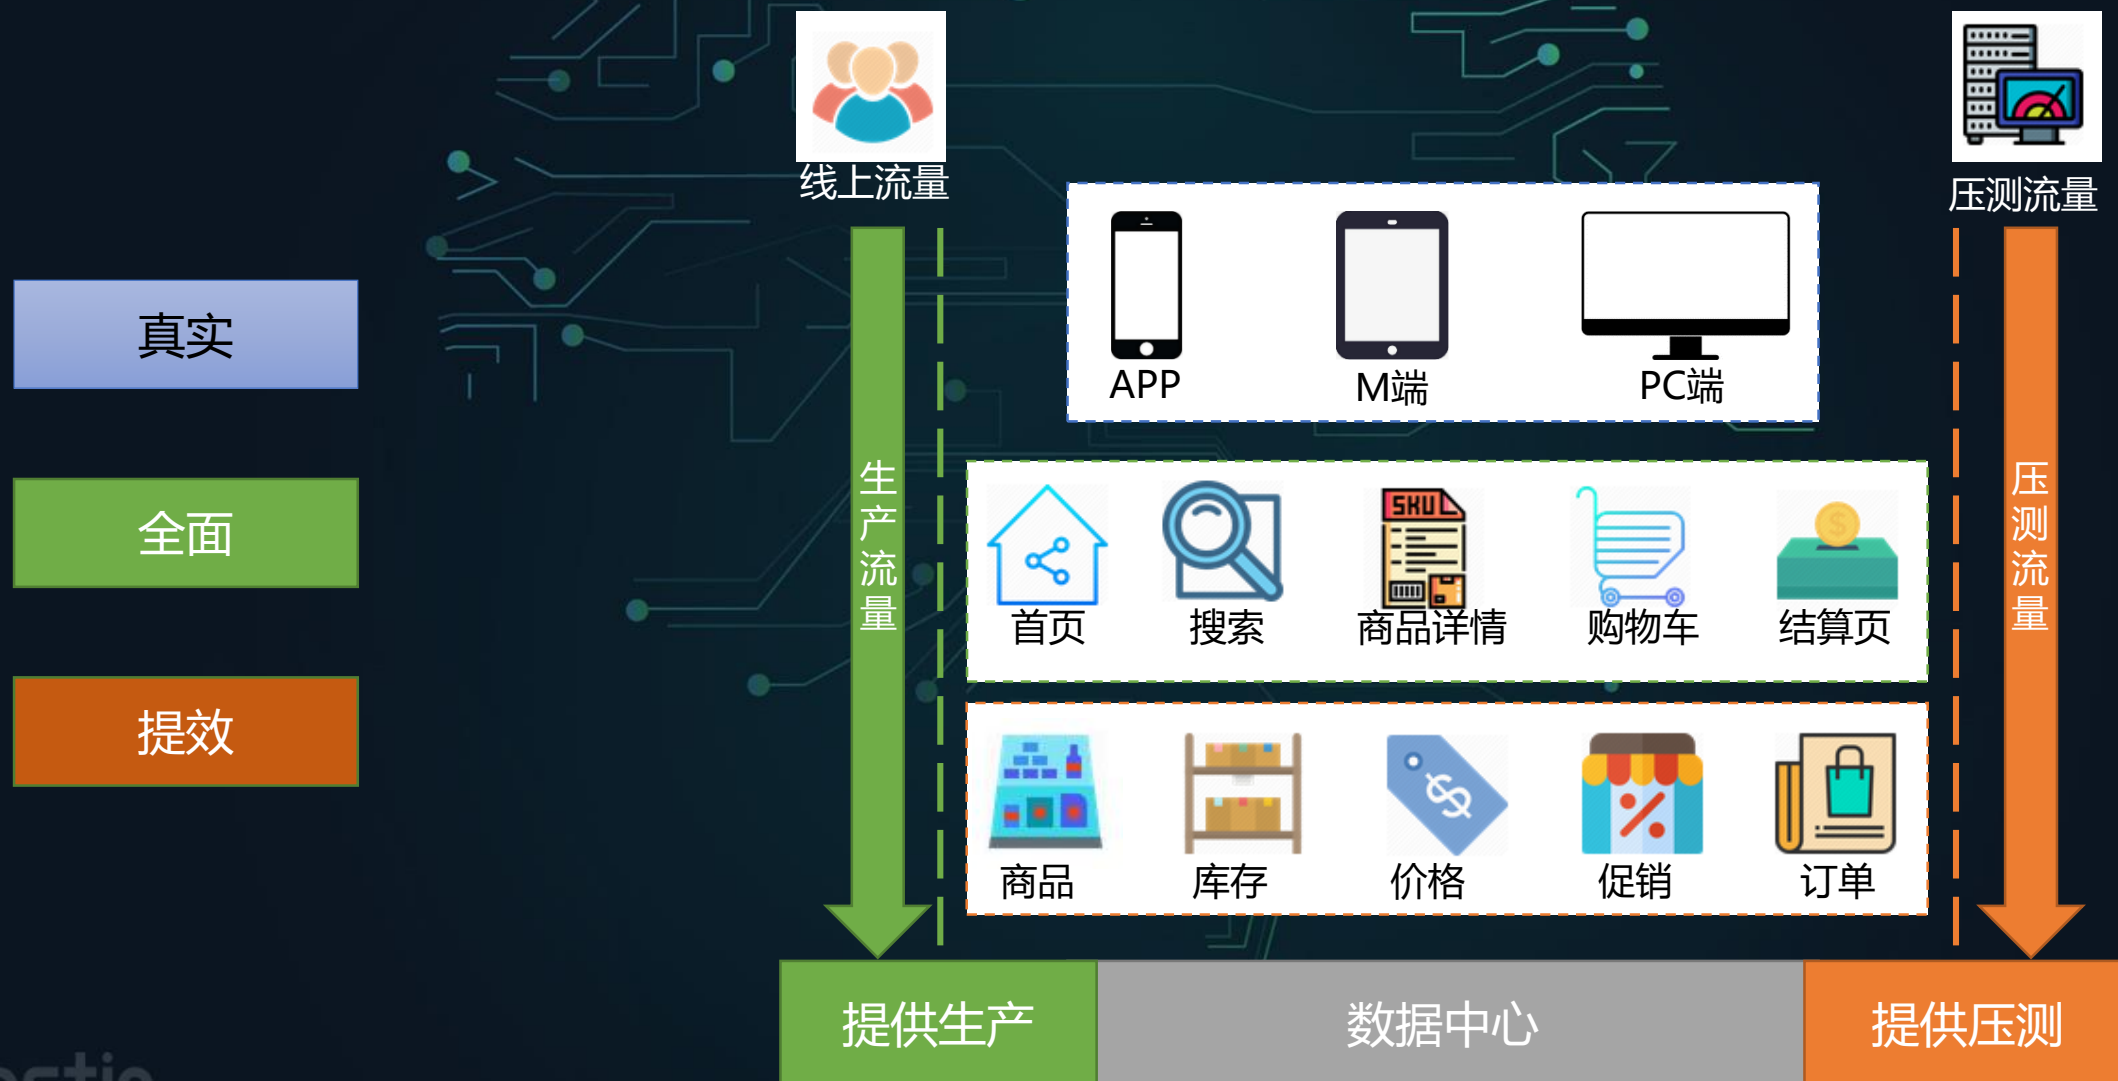 线上流量
压测流量
真实
全面
提效
生产流量
APP
M端
PC端
SKU
首页
搜索
商品详情
购物车
结算页
商品
库存
价格
促销
订单
压测流量
提供生产
数据中心
提供压测